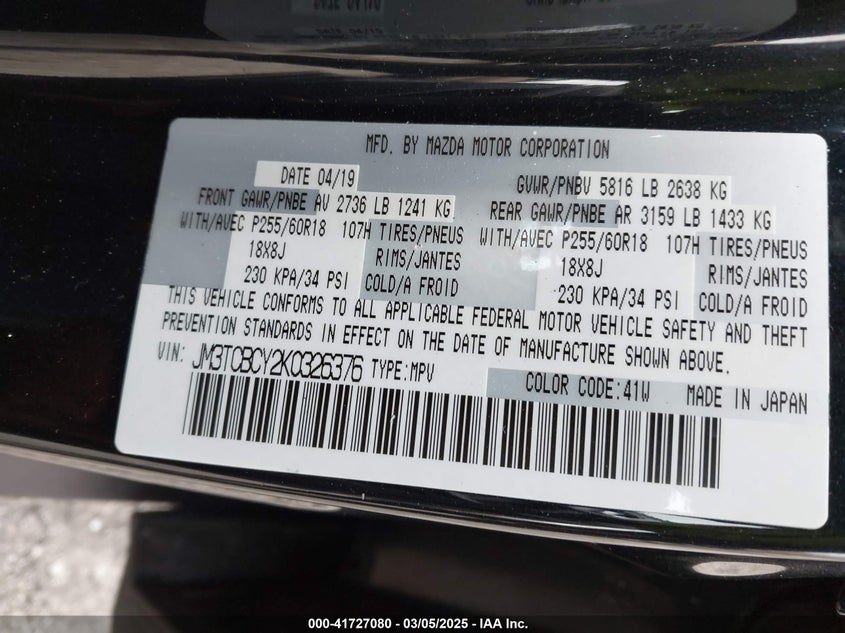 MFD. BY MAZDA MOTOR CORPORATION
DATE 04/19 GVWR/PNBV 5816 LB 2638 KG
FRONT GAWR/PNBE AV 2736 LB 1241 KG REAR GAWR/PNBE AR 3159 LB 1433 KG
WITH/AVEC P255/60R18 107H TIRES/PNEUS WITH/AVEC P255/60R18 107H TIRES/PNEUS
18X8J RIMS/JANTES 18X8J RIMS/JANTES
230 KPA/34 PSI COLD/A FROID 230 KPA/34 PSI COLD/A FROID
THIS VEHICLE CONFORMS TO ALL APPLICABLE FEDERAL MOTOR VEHICLE SAFETY AND THEFT
PREVENTION STANDARDS IN EFFECT ON THE DATE OF MANUFACTURE SHOWN ABOVE.
VIN: JM3TCBCY2K0326376 TYPE:MPV
COLOR CODE:41W MADE IN JAPAN
000-41727080 / 03/05/2025 - IAA Inc.